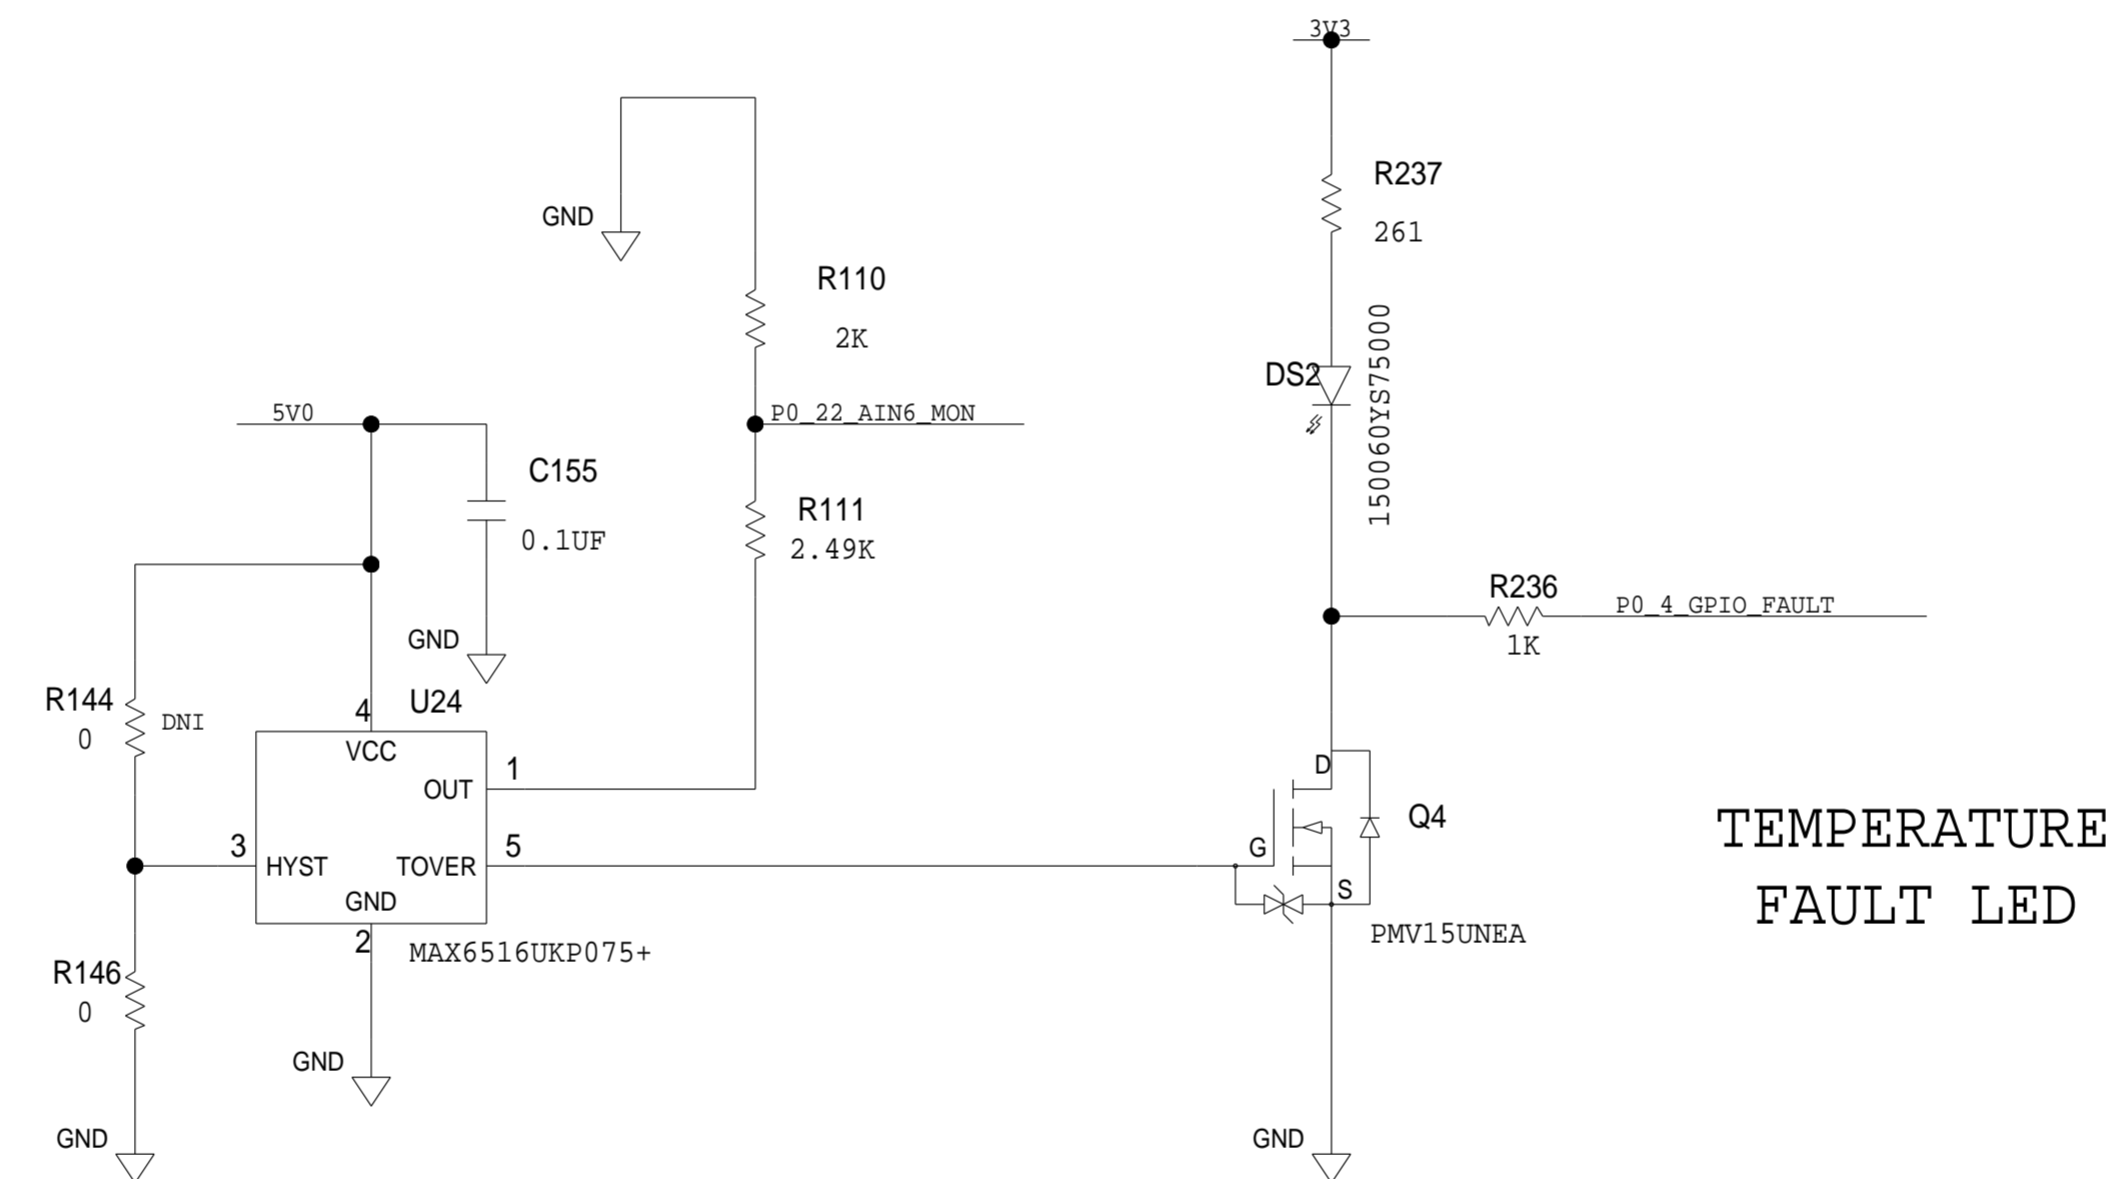 3V3
R237
261
DS2
150060YS75000
GND
R110
2K
P0_22_AIN6_MON
5V0
C155
0.1UF
GND
R111
2.49K
R236
1K
P0_4_GPIO_FAULT
R144
0
DNI
4
U24
VCC
OUT
1
3
HYST
TOVER
5
GND
2
MAX6516UKP075+
R146
0
GND
GND
D
G
S
Q4
PMV15UNEA
GND
TEMPERATURE
FAULT LED